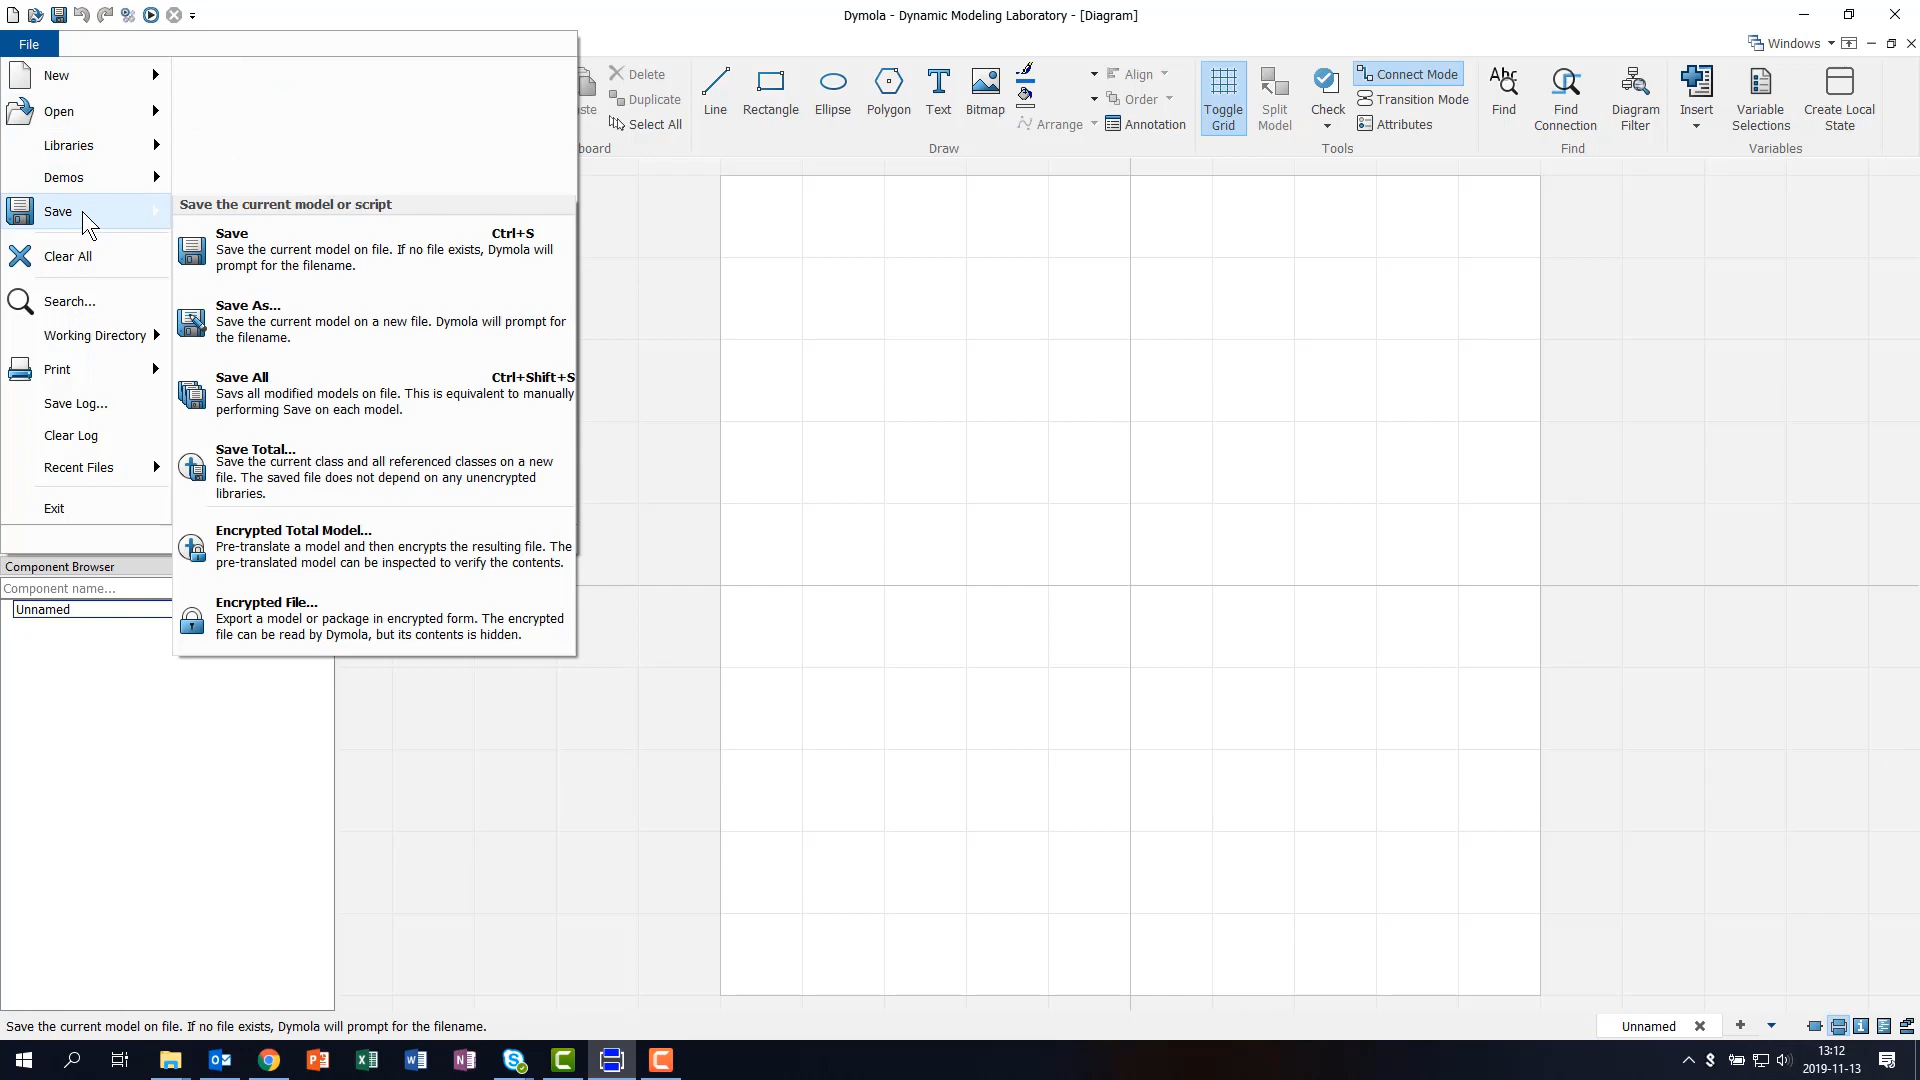 Dymola - Dynamic Modeling Laboratory - [Diagram]
File
Windows
New
Open
Libraries
Demos
Save
Clear All
Search...
Working Directory
Print
Save Log...
Clear Log
Recent Files
Exit
Save the current model or script
Save Ctrl+S
Save the current model on file. If no file exists, Dymola will
prompt for the filename.
Save As...
Save the current model on a new file. Dymola will prompt for
the filename.
Save All Ctrl+Shift+S
Savs all modified models on file. This is equivalent to manually
performing Save on each model.
Save Total...
Save the current class and all referenced classes on a new
file. The saved file does not depend on any unencrypted
libraries.
Encrypted Total Model...
Pre-translate a model and then encrypts the resulting file. The
pre-translated model can be inspected to verify the contents.
Encrypted File...
Export a model or package in encrypted form. The encrypted
file can be read by Dymola, but its contents is hidden.
Delete
Duplicate
Select All
Line
Rectangle
Ellipse
Polygon
Text
Bitmap
Align
Order
Arrange
Annotation
Draw
Toggle
Grid
Split
Model
Check
Connect Mode
Transition Mode
Attributes
Tools
Abc
Find
Find
Connection
Diagram
Filter
Find
Insert
Variable
Selections
Create Local
State
Variables
Component Browser
Component name...
Unnamed
Save the current model on file. If no file exists, Dymola will prompt for the filename.
Unnamed
13:12
2019-11-13